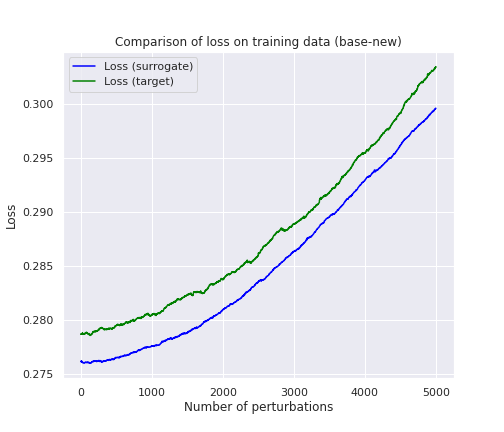 Comparison of loss on training data (base-new)
Loss (surrogate)
Loss (target)
0.300
0.295
0.290
0.285
0.280
0.275
Loss
0
1000
2000
3000
4000
5000
Number of perturbations